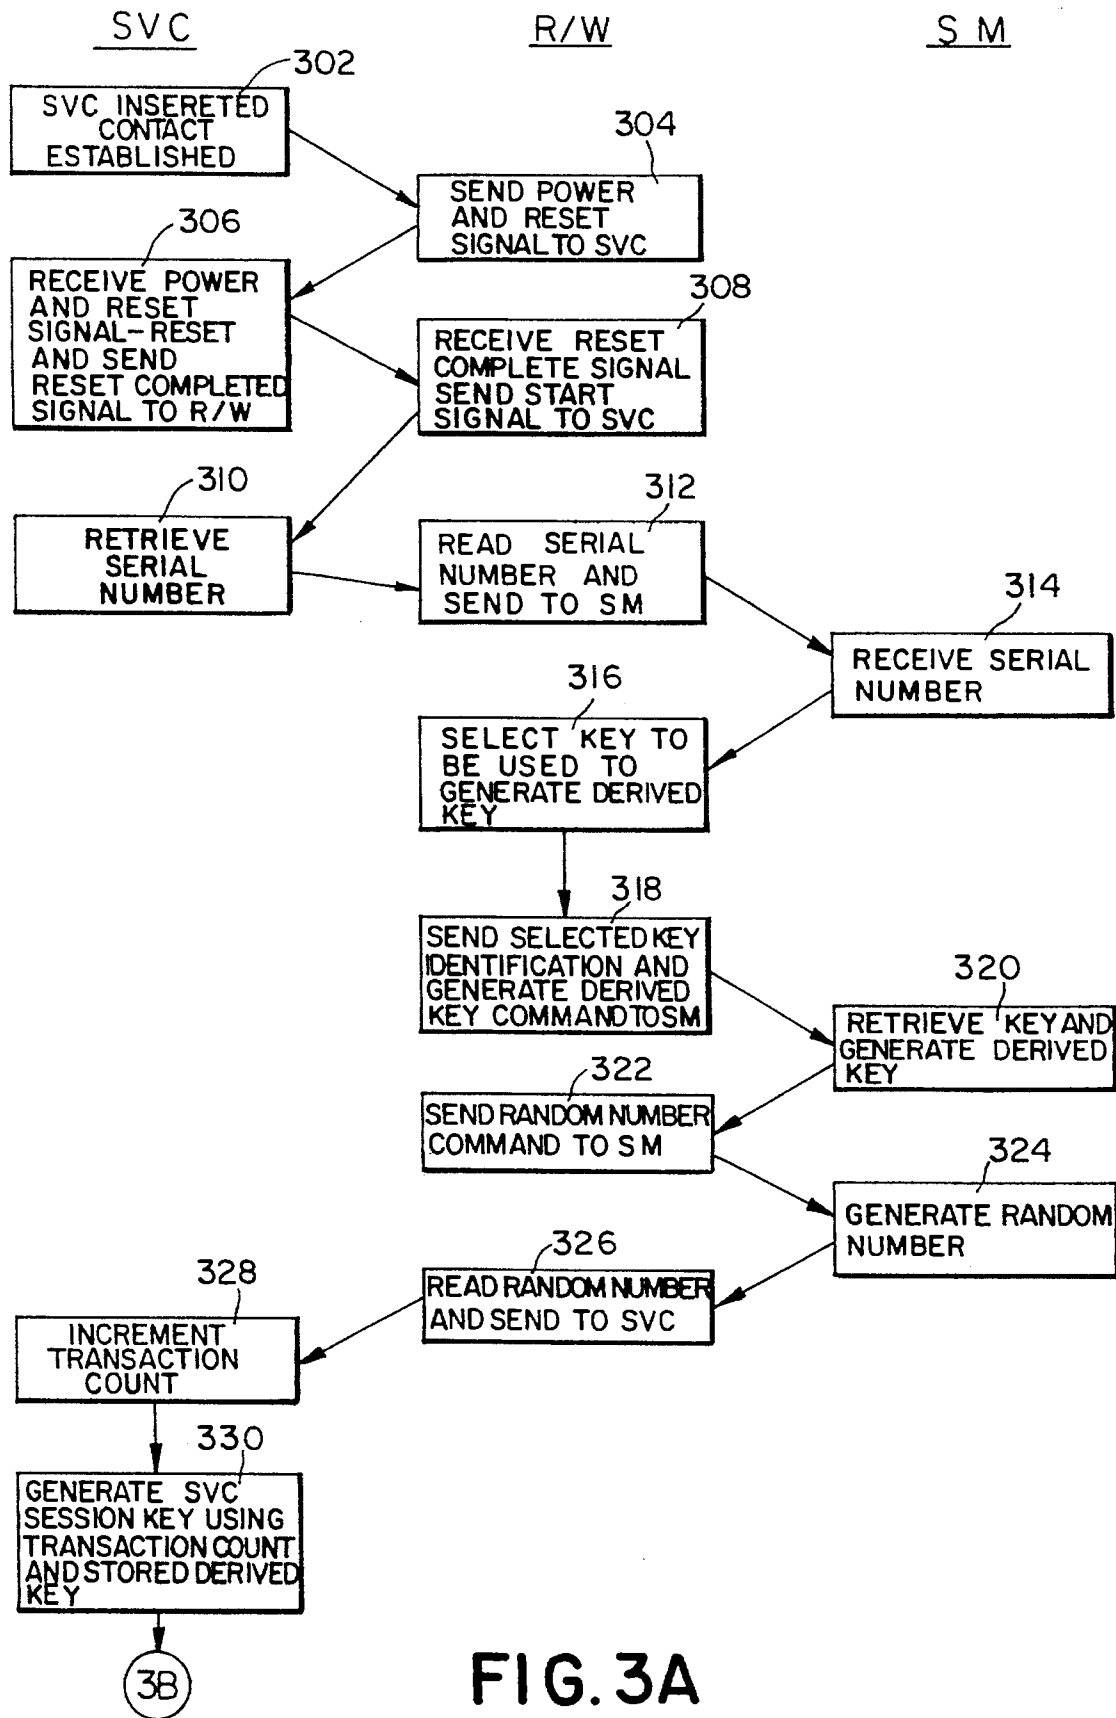 SVC
R/W
SM
302
SVC INSERETED
CONTACT
ESTABLISHED
304
SEND POWER
AND RESET
SIGNAL TO SVC
306
RECEIVE POWER
AND RESET
SIGNAL-RESET
AND SEND
RESET COMPLETED
SIGNAL TO R/W
308
RECEIVE RESET
COMPLETE SIGNAL
SEND START
SIGNAL TO SVC
310
RETRIEVE
SERIAL
NUMBER
312
READ SERIAL
NUMBER AND
SEND TO SM
314
RECEIVE SERIAL
NUMBER
316
SELECT KEY TO
BE USED TO
GENERATE DERIVED
KEY
318
SEND SELECTED KEY
IDENTIFICATION AND
GENERATE DERIVED
KEY COMMAND TO SM
320
RETRIEVE KEY AND
GENERATE DERIVED
KEY
322
SEND RANDOM NUMBER
COMMAND TO SM
324
GENERATE RANDOM
NUMBER
326
READ RANDOM NUMBER
AND SEND TO SVC
328
INCREMENT
TRANSACTION
COUNT
330
GENERATE SVC
SESSION KEY USING
TRANSACTION COUNT
AND STORED DERIVED
KEY
3B
FIG. 3A